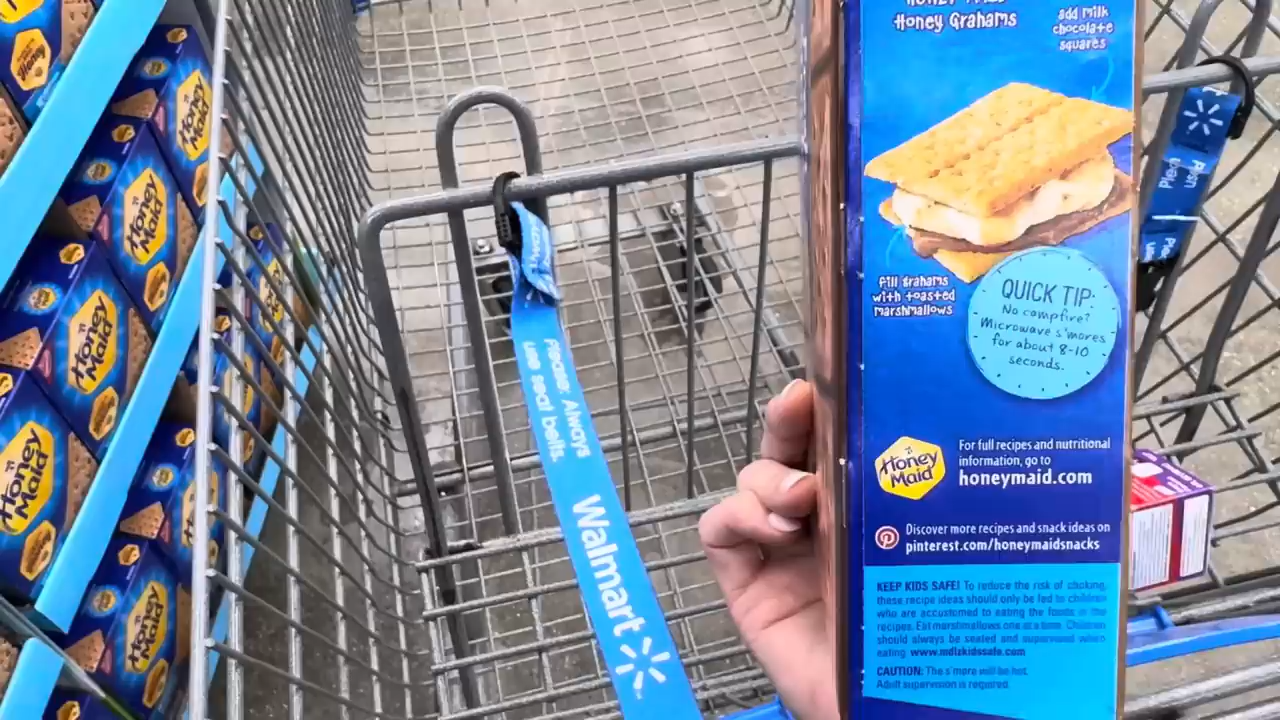 Honey Grahams
add milk
chocolate
squares
fill grahams
with toasted
marshmallows
QUICK TIP:
No campfire?
Microwave s'mores
for about 8-10
seconds.
Honey
Maid
For full recipes and nutritional
information, go to
honeymaid.com
Discover more recipes and snack ideas on
pinterest.com/honeymaidsnacks
KEEP KIDS SAFE! To reduce the risk of choking,
these recipe ideas should only be fed to children
who are accustomed to eating the foods in the
recipes. Eat marshmallows one at a time. Children
should always be seated and supervised when
eating. www.mdlzkidssafe.com
CAUTION: The s'more will be hot.
Adult supervision is required.
Please Always
use seat belts.
Walmart
Always
Honey
Maid
Honey
Maid
Honey
Maid
Honey
Maid
Honey
Maid